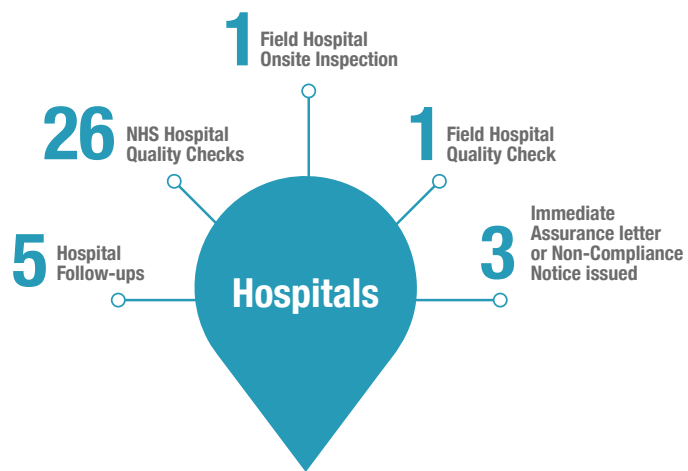 1
Field Hospital
Onsite Inspection
26
NHS Hospital
Quality Checks
1
Field Hospital
Quality Check
5
Hospital
Follow-ups
3
Immediate
Assurance letter
or Non-Compliance
Notice issued
Hospitals